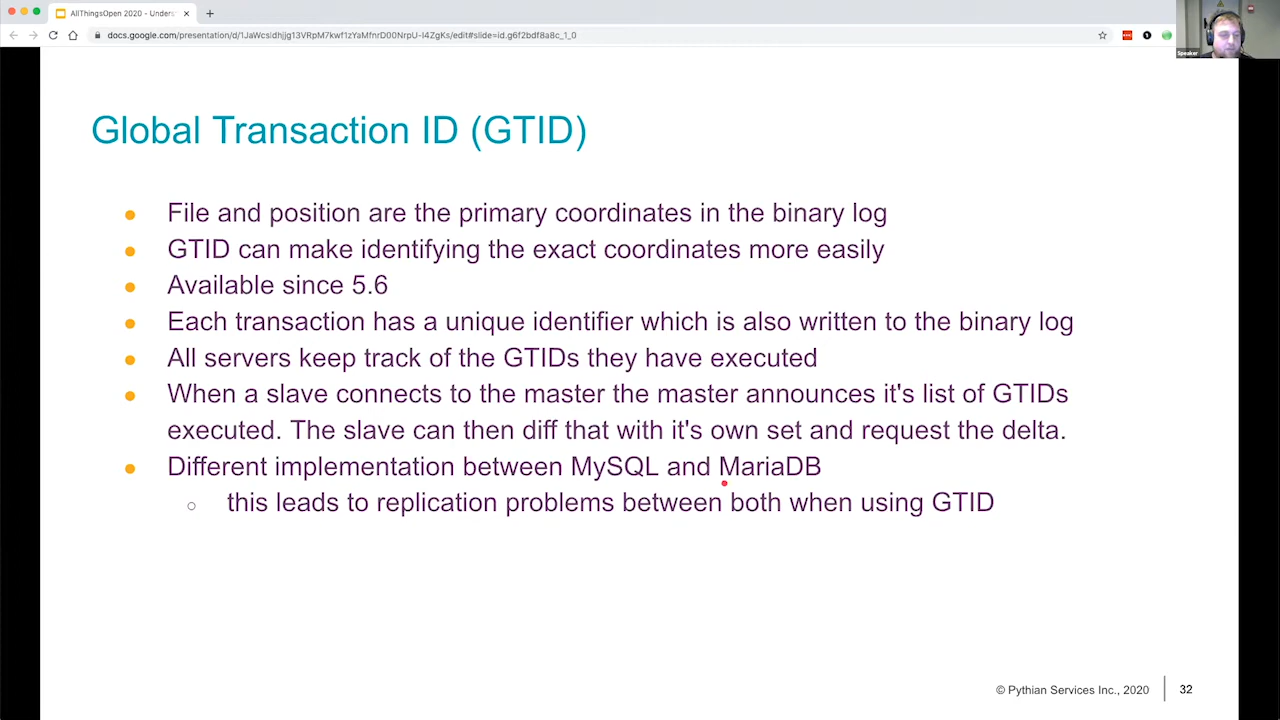 AllThingsOpen 2020 - Unders
docs.google.com/presentation/d/1JaWcsidhjjg13VRpM7kwf1zYaMfnrD00NrpU-l4ZgKs/edit#slide=id.g6f2bdf8a8c_1_0
Speaker
Global Transaction ID (GTID)
File and position are the primary coordinates in the binary log
GTID can make identifying the exact coordinates more easily
Available since 5.6
Each transaction has a unique identifier which is also written to the binary log
All servers keep track of the GTIDs they have executed
When a slave connects to the master the master announces it's list of GTIDs
executed. The slave can then diff that with it's own set and request the delta.
Different implementation between MySQL and MariaDB
this leads to replication problems between both when using GTID
© Pythian Services Inc., 2020
32